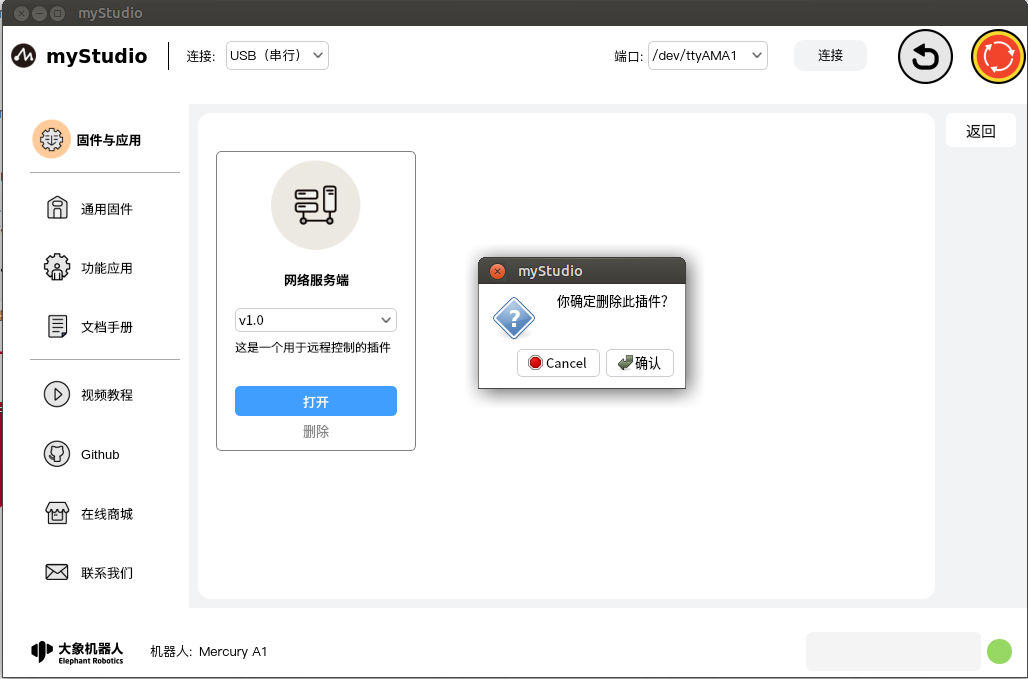 myStudio
myStudio 连接: USB（串行） 端口: /dev/ttyAMA1 连接
固件与应用
通用固件
功能应用
文档手册
视频教程
Github
在线商城
联系我们
返回
网络服务端
v1.0
这是一个用于远程控制的插件
打开
删除
myStudio
你确定删除此插件?
Cancel 确认
大象机器人
Elephant Robotics
机器人: Mercury A1